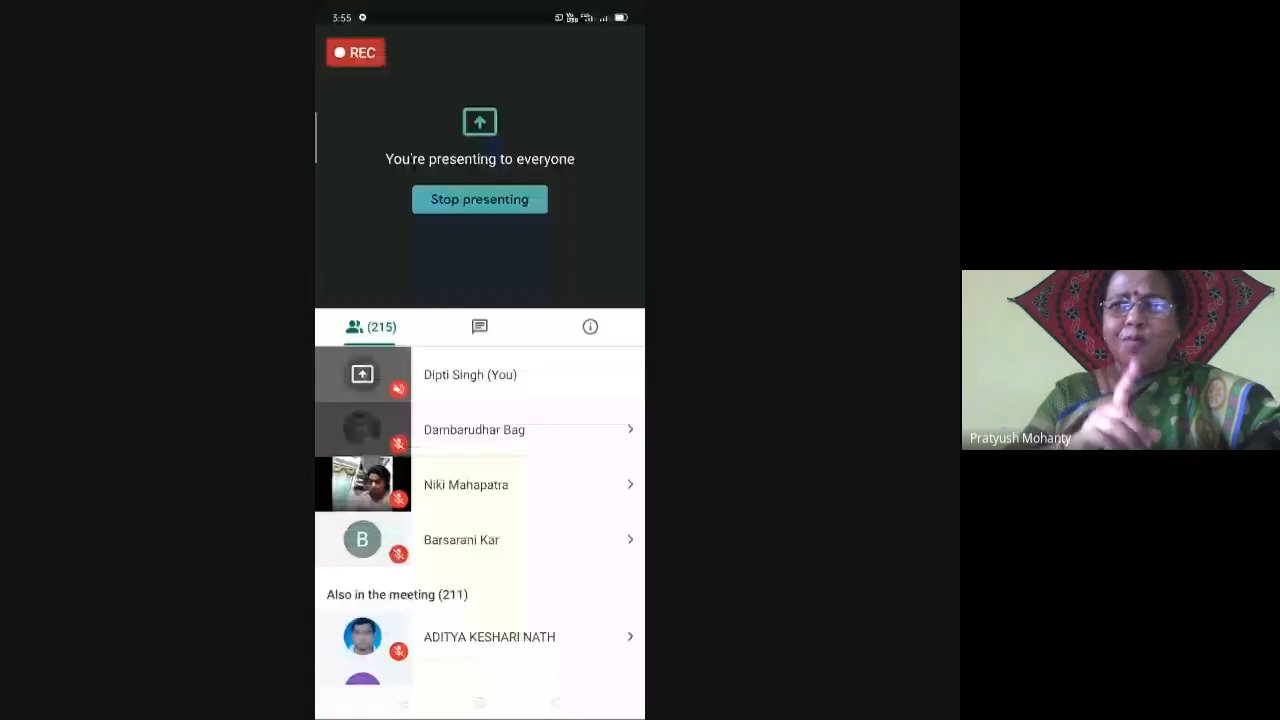 3:55
REC
You're presenting to everyone
Stop presenting
(215)
Dipti Singh (You)
Dambarudhar Bag
Niki Mahapatra
B
Barsarani Kar
Also in the meeting (211)
ADITYA KESHARI NATH
Pratyush Mohanty